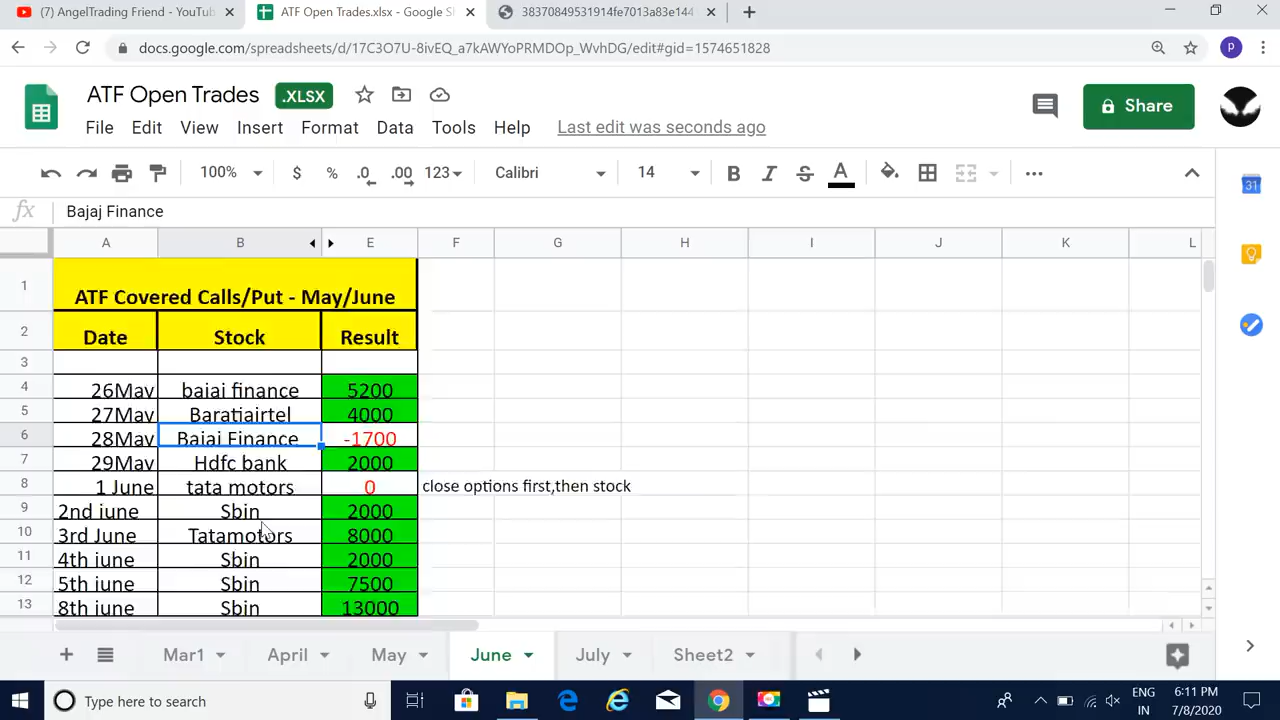 (7) AngelTrading Friend - YouTu
ATF Open Trades.xlsx - Google S
38370849531914fe7013a83e144
docs.google.com/spreadsheets/d/17C3O7U-8ivEQ_a7kAWYoPRMDOp_WvhDG/edit#gid=1574651828
p
ATF Open Trades .XLSX
Share
File Edit View Insert Format Data Tools Help Last edit was seconds ago
100% $ % .0 .00 123 Calibri 14 B I S A
31
fx Bajaj Finance
A B E F G H I J K L
1 ATF Covered Calls/Put - May/June
2 Date Stock Result
3
4 26May bajaj finance 5200
5 27May Baratiairtel 4000
6 28May Bajaj Finance -1700
7 29May Hdfc bank 2000
8 1 June tata motors 0 close options first,then stock
9 2nd june Sbin 2000
10 3rd June Tatamotors 8000
11 4th june Sbin 2000
12 5th june Sbin 7500
13 8th june Sbin 13000
Mar1 April May June July Sheet2
Type here to search
ENG 6:11 PM
IN 7/8/2020